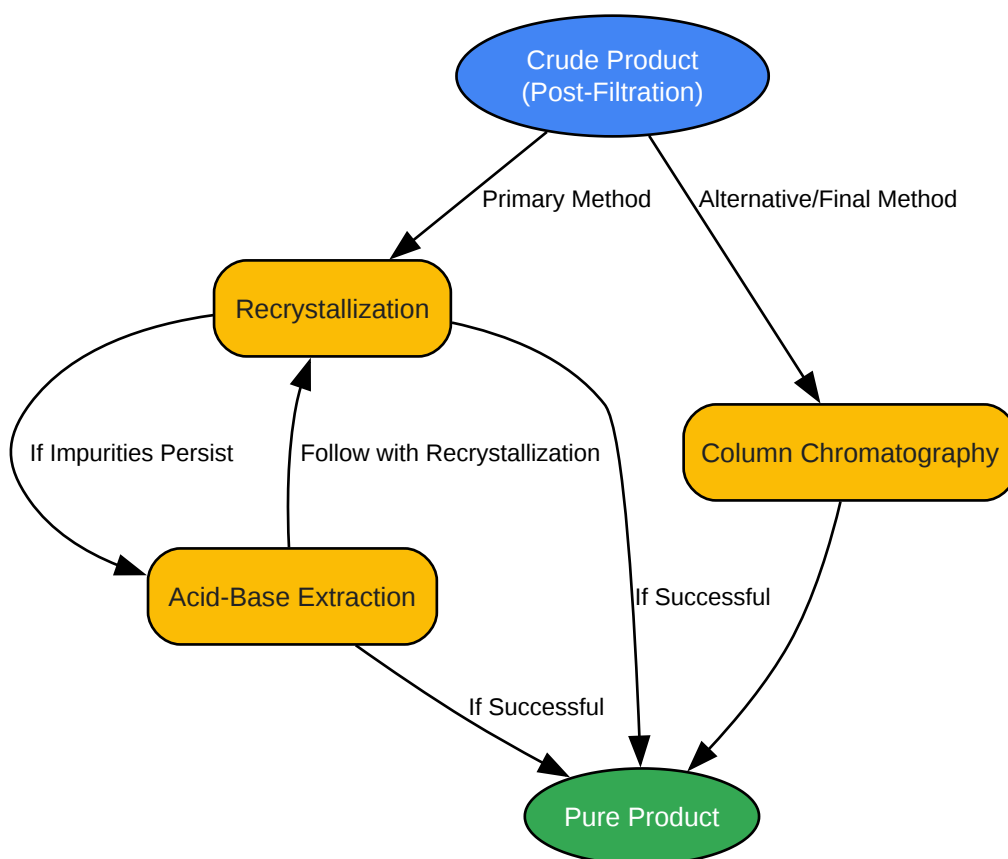 Crude Product
(Post-Filtration)
Primary Method
Alternative/Final Method
Recrystallization
If Impurities Persist
Follow with Recrystallization
Column Chromatography
Acid-Base Extraction
If Successful
If Successful
Pure Product